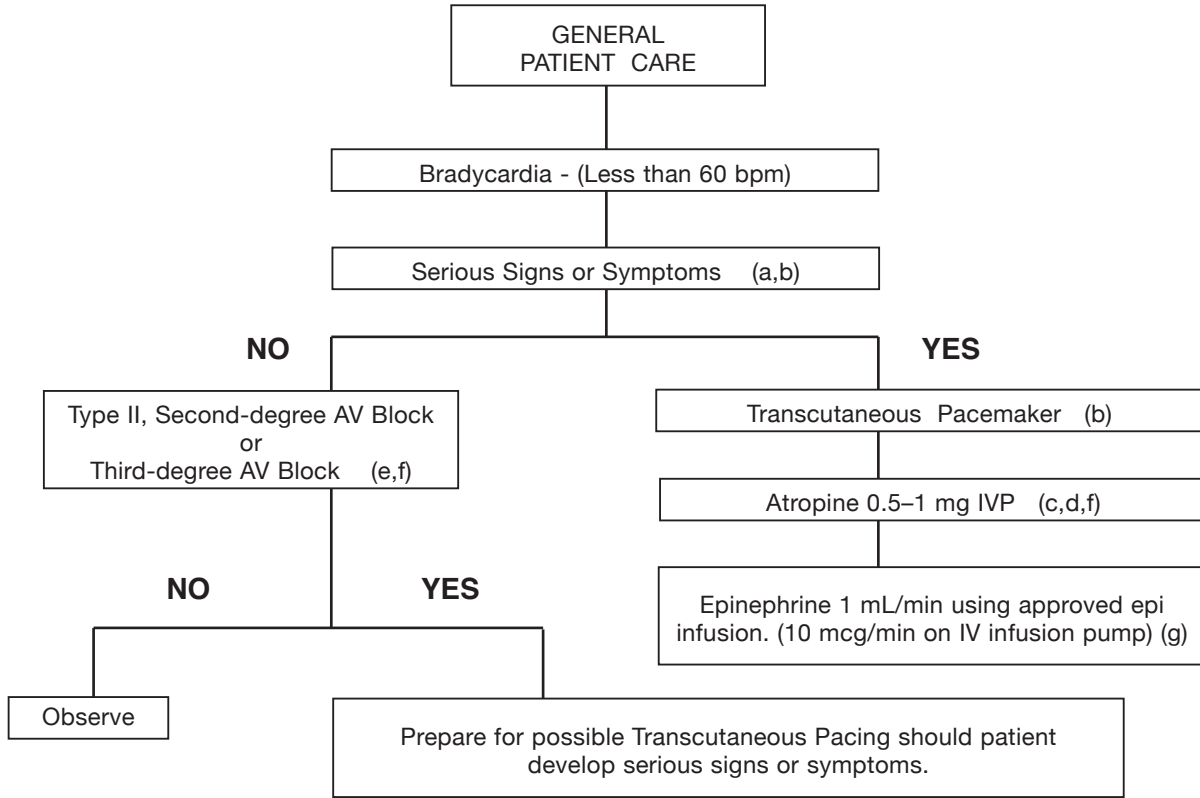 GENERAL
PATIENT CARE
Bradycardia - (Less than 60 bpm)
Serious Signs or Symptoms (a,b)
NO
YES
Type II, Second-degree AV Block
or
Third-degree AV Block (e,f)
Transcutaneous Pacemaker (b)
Atropine 0.5–1 mg IVP (c,d,f)
Epinephrine 1 mL/min using approved epi
infusion. (10 mcg/min on IV infusion pump) (g)
NO
YES
Observe
Prepare for possible Transcutaneous Pacing should patient
develop serious signs or symptoms.